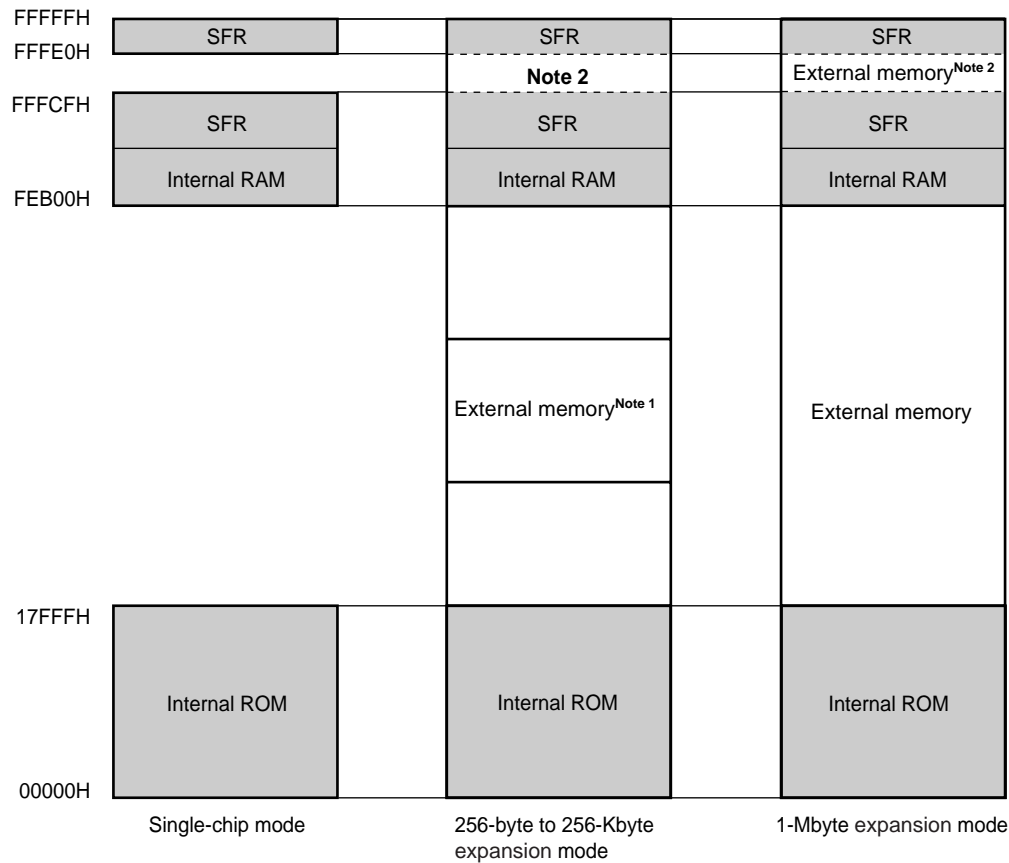 FFFFFH
SFR SFR SFR
FFFE0H
Note 2 External memoryNote 2
FFFCFH
SFR SFR SFR
Internal RAM Internal RAM Internal RAM
FEB00H
External memoryNote 1 External memory
17FFFH
Internal ROM Internal ROM Internal ROM
00000H
Single-chip mode 256-byte to 256-Kbyte 1-Mbyte expansion mode
expansion mode